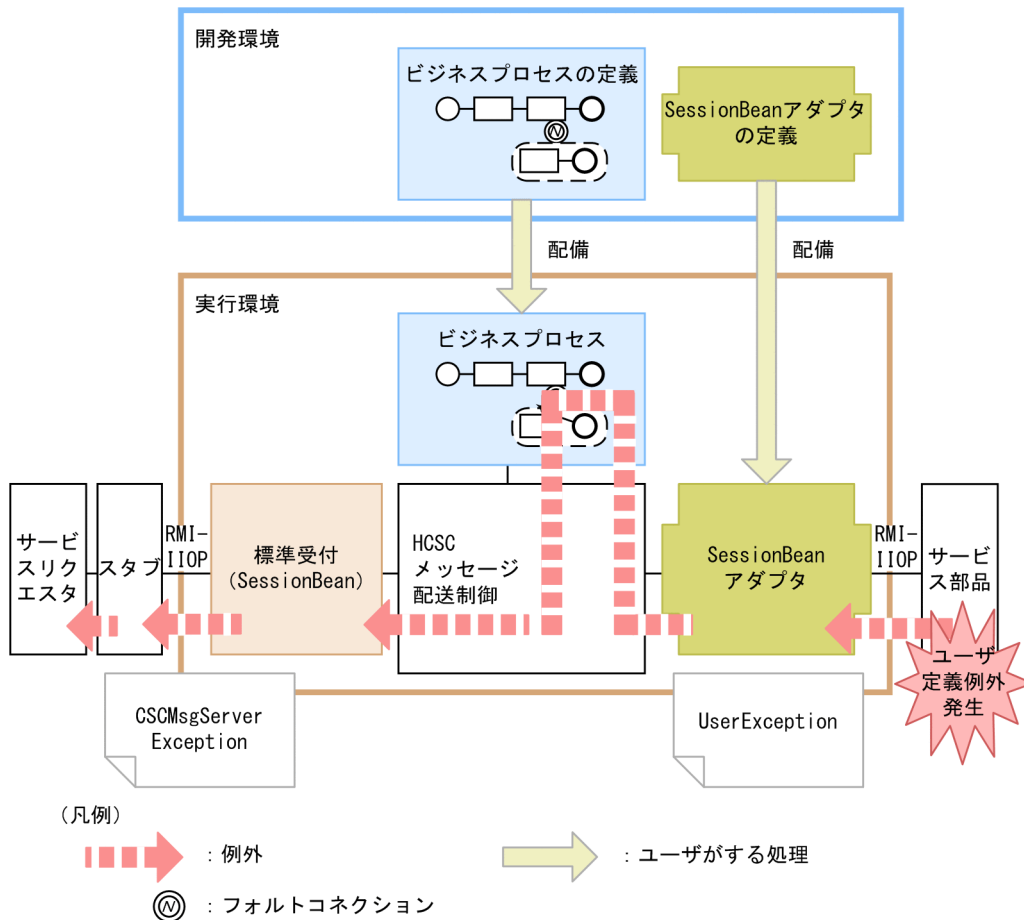 開発環境
ビジネスプロセスの定義
SessionBeanアダプタ
の定義
配備
配備
実行環境
ビジネスプロセス
サービ
スリク
エスタ
スタブ
RMI-
IIOP
標準受付
(SessionBean)
HCSC
メッセージ
配送制御
SessionBean
アダプタ
RMI-
IIOP
サービ
ス部品
ユーザ
定義例外
発生
CSCMsgServer
Exception
UserException
(凡例)
：例外
：ユーザがする処理
：フォルトコネクション